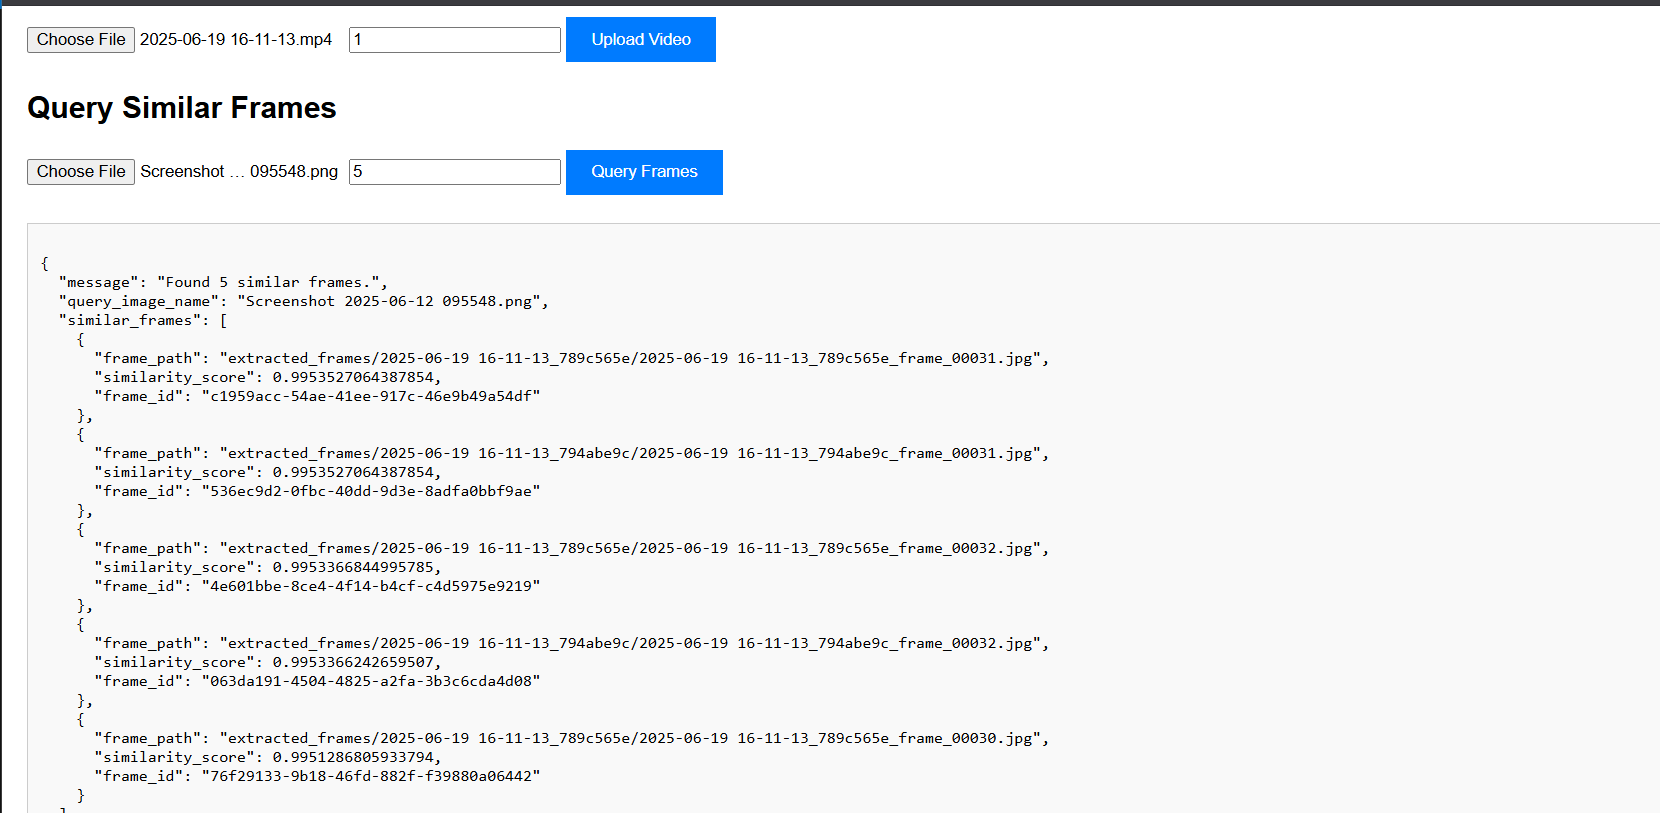 Choose File 2025-06-19 16-11-13.mp4 1 Upload Video
Query Similar Frames
Choose File Screenshot … 095548.png 5 Query Frames
{
"message": "Found 5 similar frames.",
"query_image_name": "Screenshot 2025-06-12 095548.png",
"similar_frames": [
{
"frame_path": "extracted_frames/2025-06-19 16-11-13_789c565e/2025-06-19 16-11-13_789c565e_frame_00031.jpg",
"similarity_score": 0.9953527064387854,
"frame_id": "c1959acc-54ae-41ee-917c-46e9b49a54df"
},
{
"frame_path": "extracted_frames/2025-06-19 16-11-13_794abe9c/2025-06-19 16-11-13_794abe9c_frame_00031.jpg",
"similarity_score": 0.9953527064387854,
"frame_id": "536ec9d2-0fbc-40dd-9d3e-8adfa0bbf9ae"
},
{
"frame_path": "extracted_frames/2025-06-19 16-11-13_789c565e/2025-06-19 16-11-13_789c565e_frame_00032.jpg",
"similarity_score": 0.9953366844995785,
"frame_id": "4e601bbe-8ce4-4f14-b4cf-c4d5975e9219"
},
{
"frame_path": "extracted_frames/2025-06-19 16-11-13_794abe9c/2025-06-19 16-11-13_794abe9c_frame_00032.jpg",
"similarity_score": 0.9953366242659507,
"frame_id": "063da191-4504-4825-a2fa-3b3c6cda4d08"
},
{
"frame_path": "extracted_frames/2025-06-19 16-11-13_789c565e/2025-06-19 16-11-13_789c565e_frame_00030.jpg",
"similarity_score": 0.9951286805933794,
"frame_id": "76f29133-9b18-46fd-882f-f39880a06442"
}